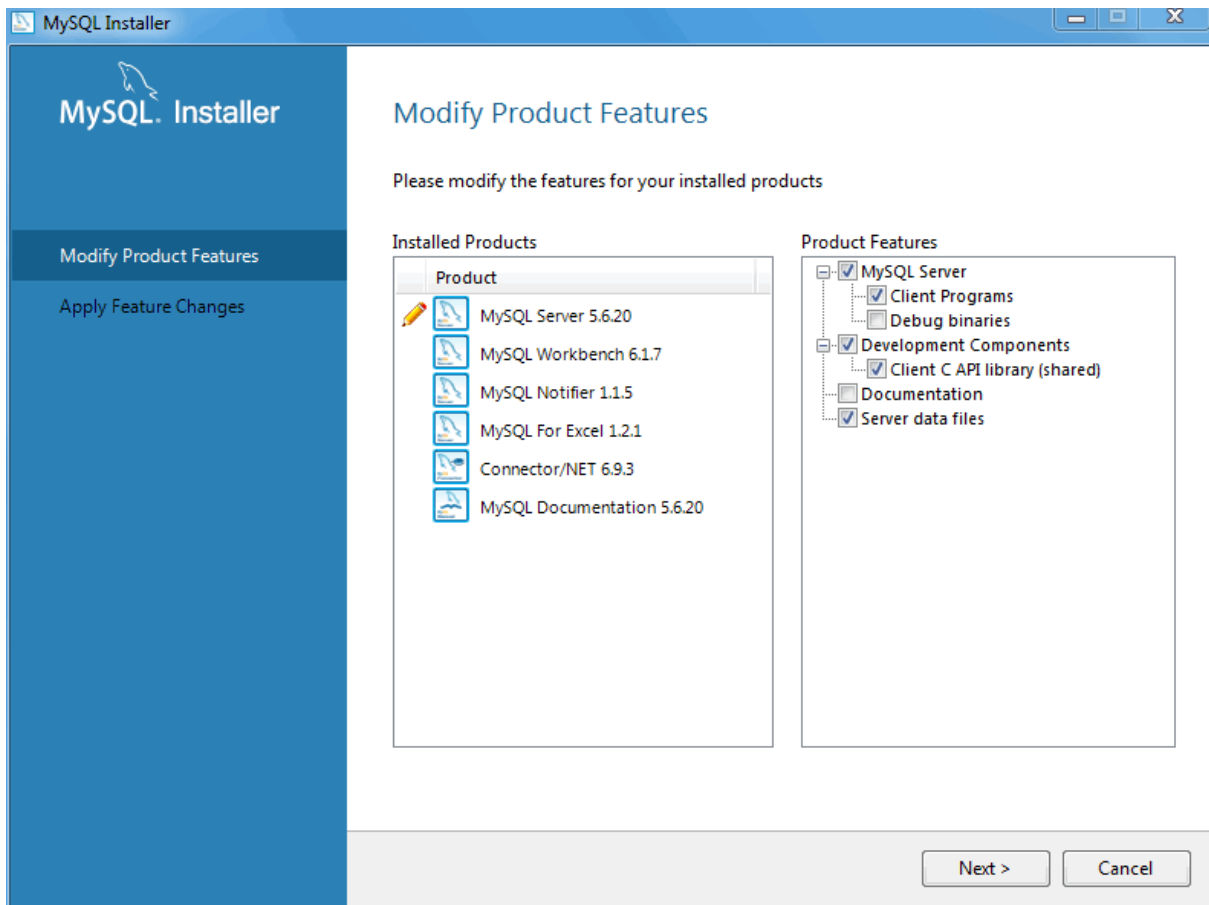 MySQL Installer
MySQL. Installer
Modify Product Features
Apply Feature Changes
Modify Product Features
Please modify the features for your installed products
Installed Products
Product
MySQL Server 5.6.20
MySQL Workbench 6.1.7
MySQL Notifier 1.1.5
MySQL For Excel 1.2.1
Connector/NET 6.9.3
MySQL Documentation 5.6.20
Product Features
MySQL Server
Client Programs
Debug binaries
Development Components
Client C API library (shared)
Documentation
Server data files
Next >
Cancel